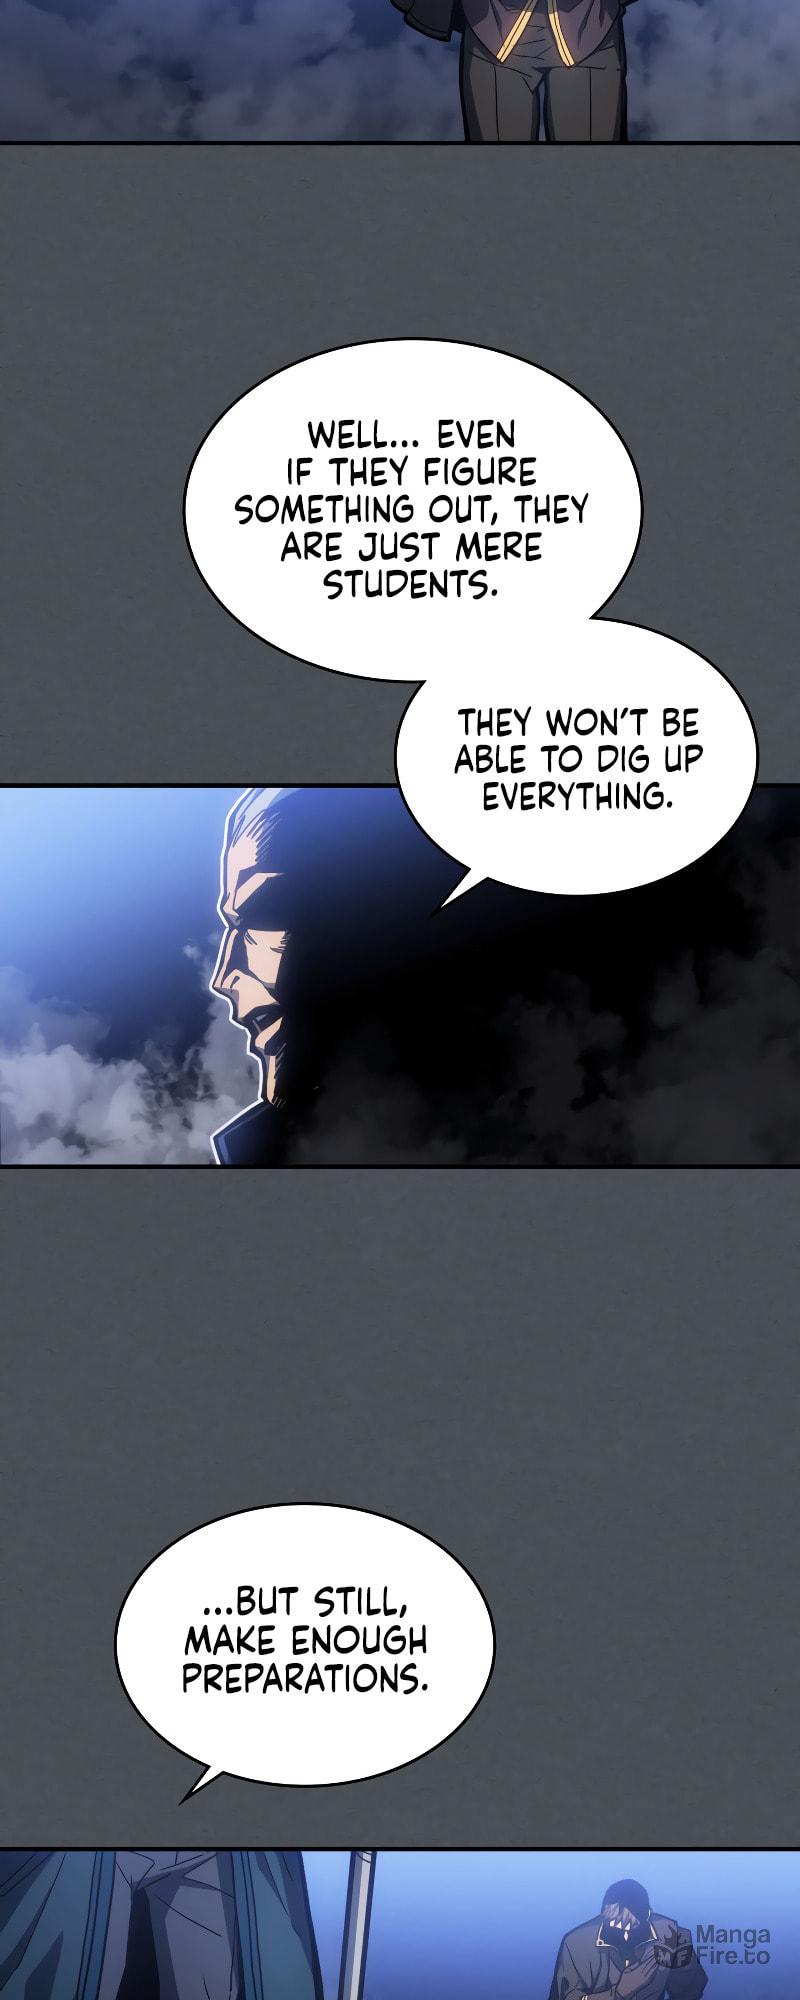 WELL... EVEN
IF THEY FIGURE
SOMETHING OUT, THEY
ARE JUST MERE
STUDENTS.
THEY WON'T BE
ABLE TO DIG UP
EVERYTHING.
...BUT STILL,
MAKE ENOUGH
PREPARATIONS.
Manga
Fire.to